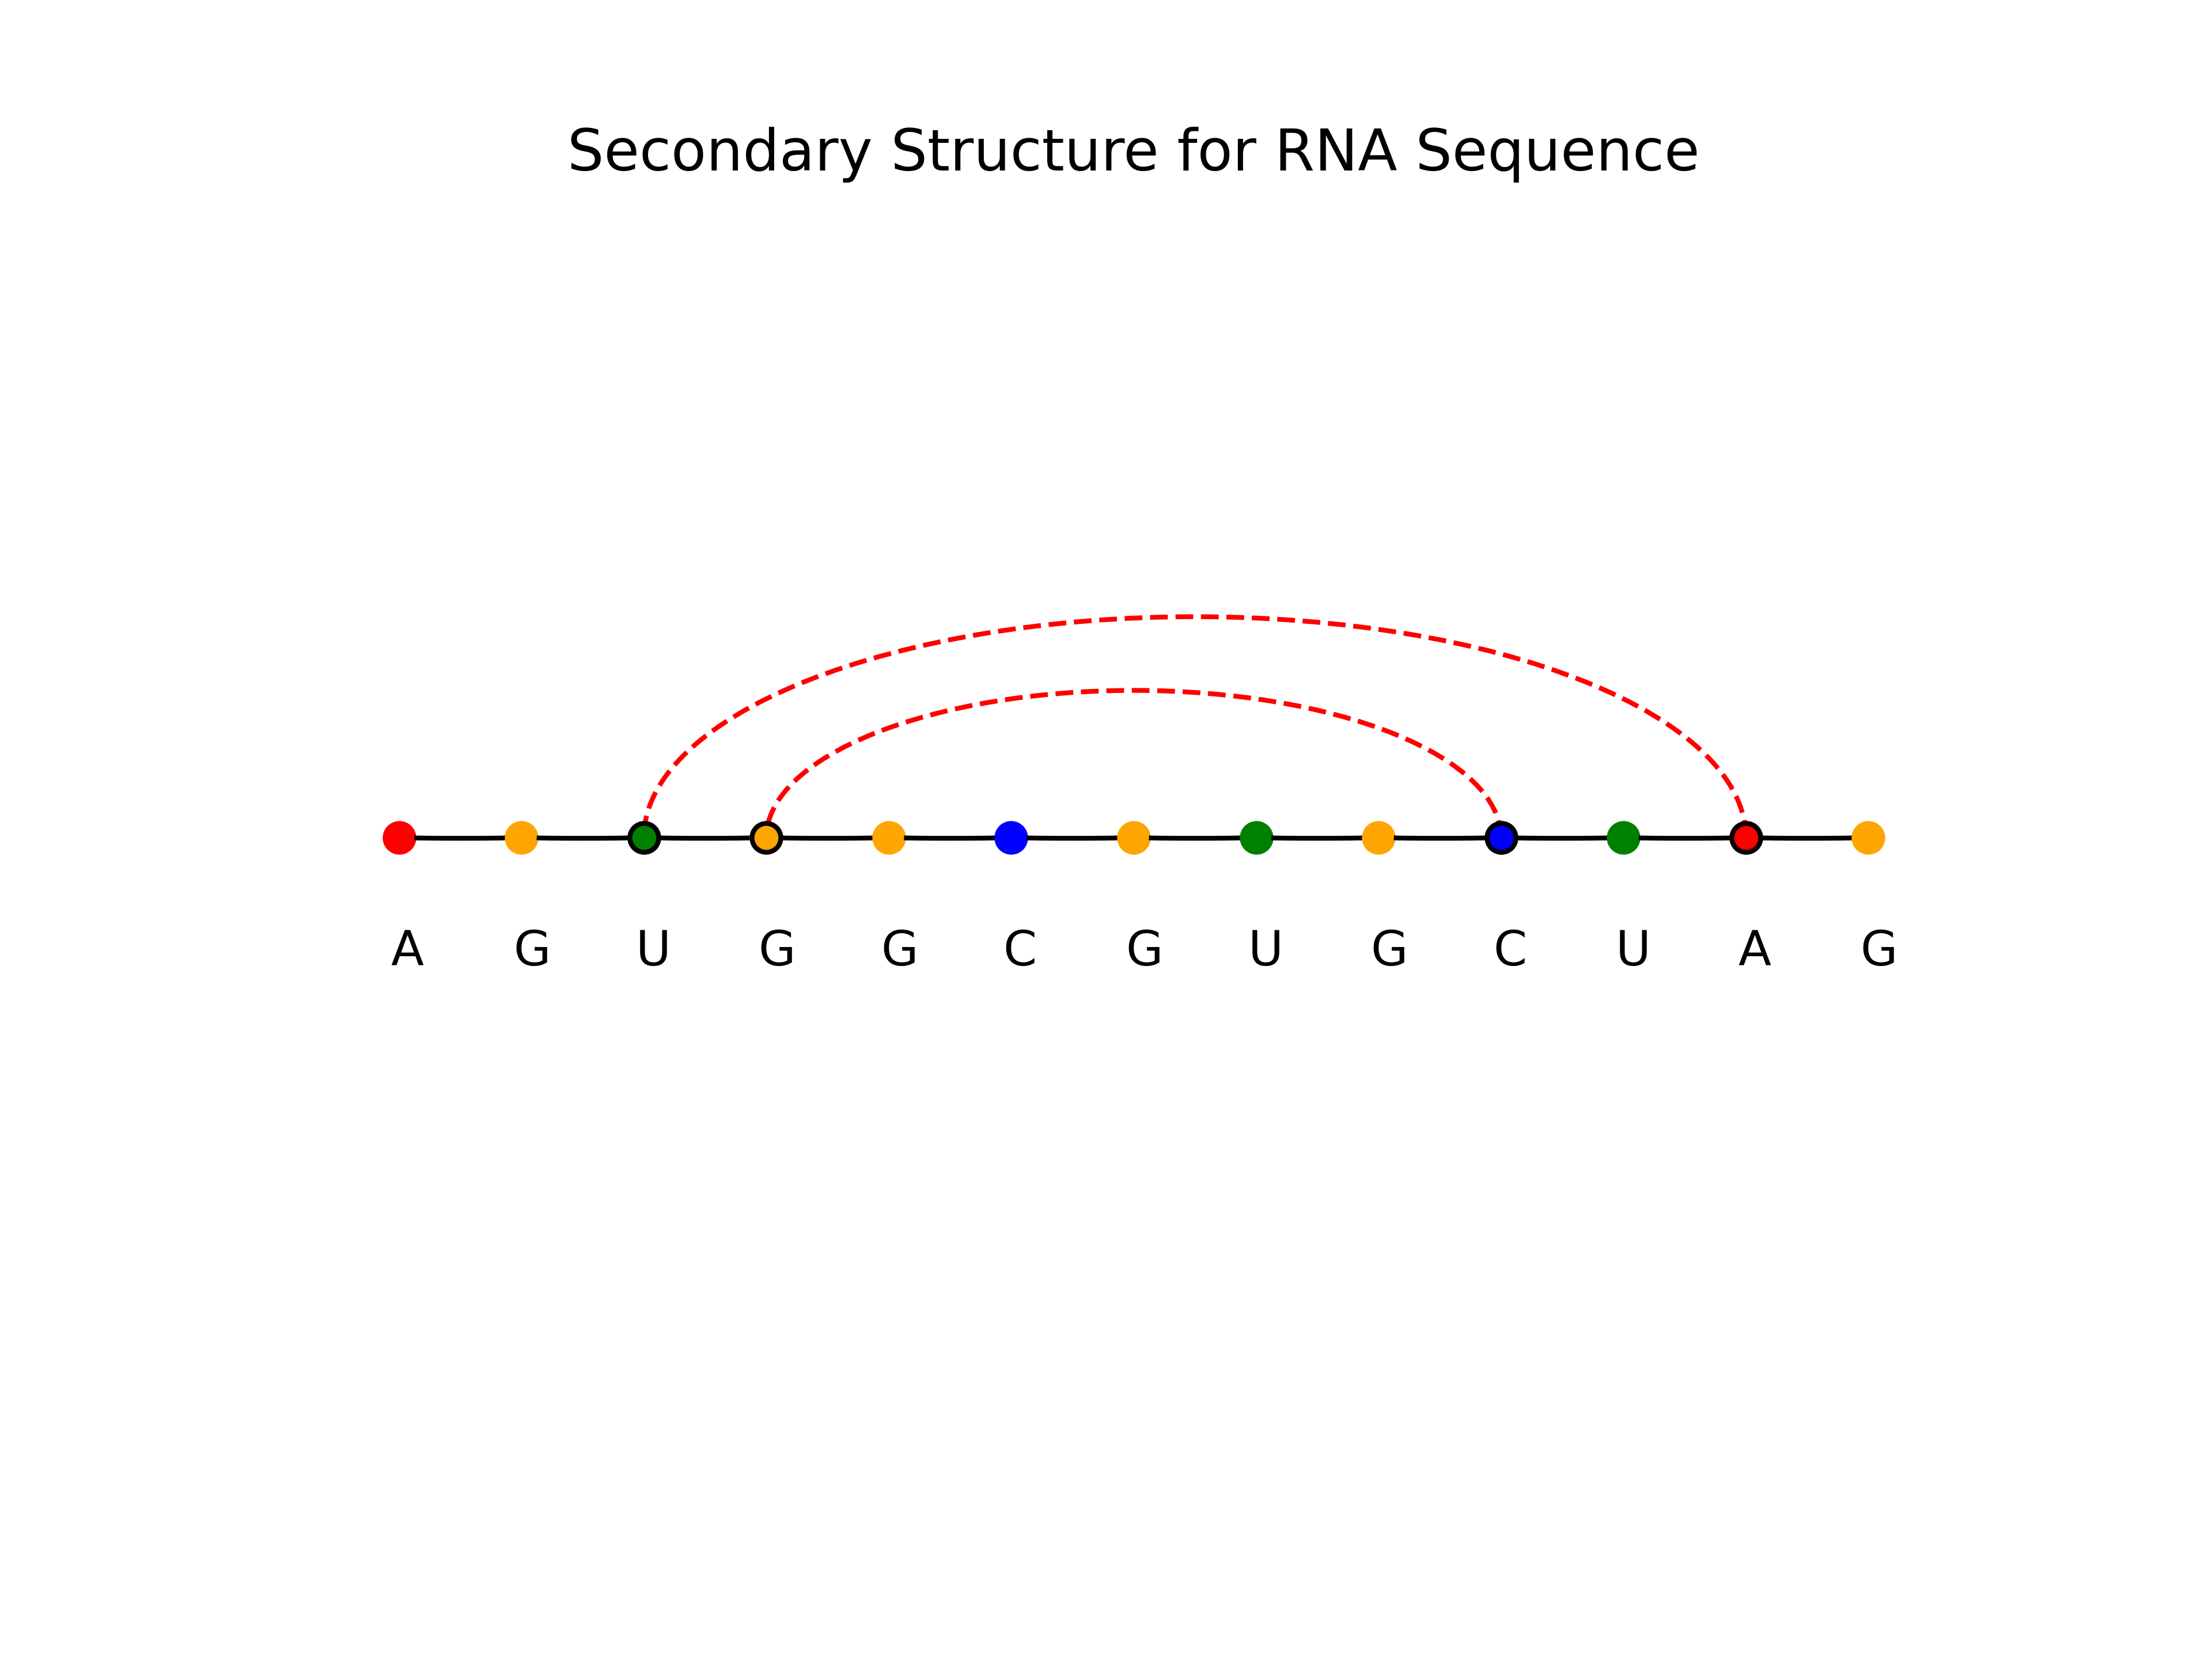 Secondary Structure for RNA Sequence
A G U G G C G U G C U A G